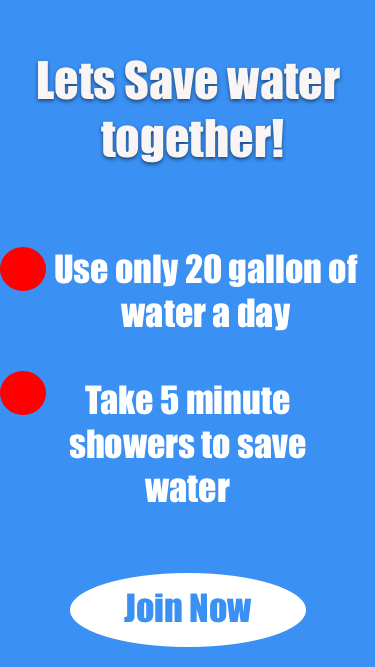 Lets Save water
together!
Use only 20 gallon of
water a day
Take 5 minute
showers to save
water
Join Now